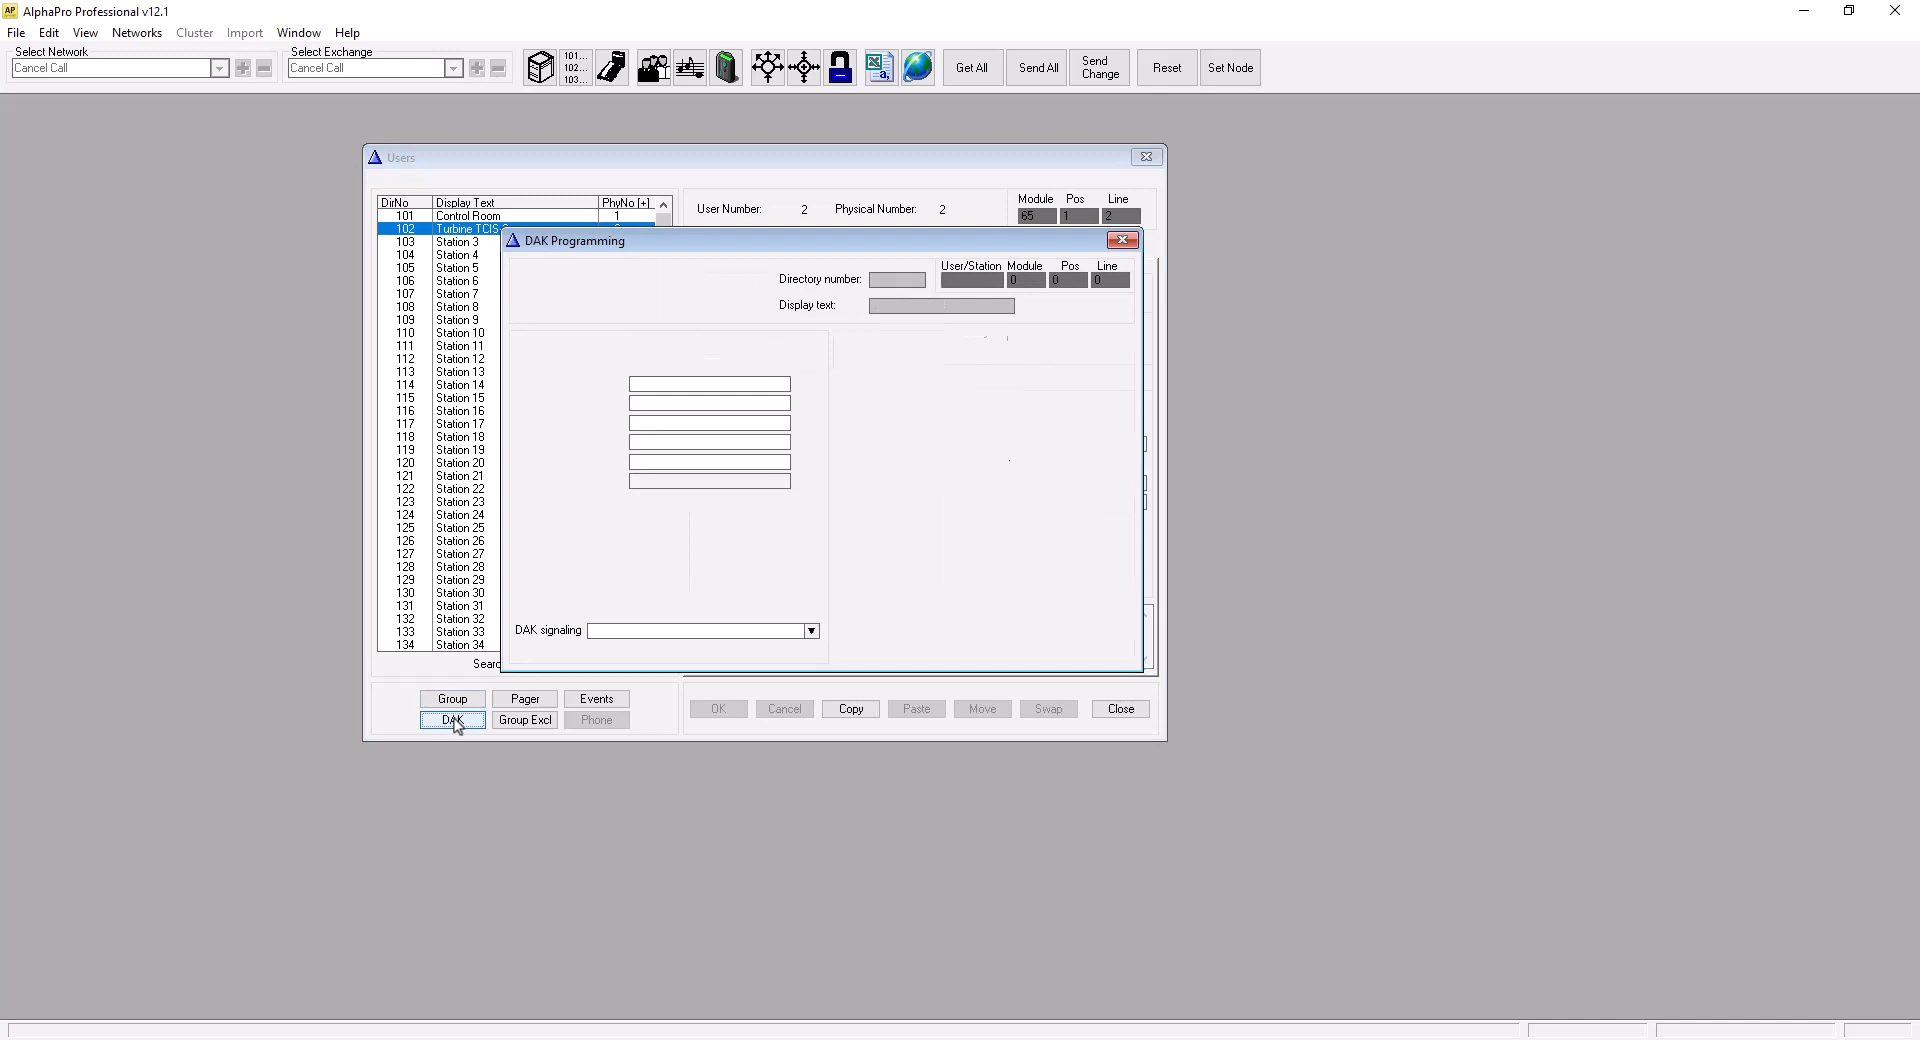 AP AlphaPro Professional v12.1
File Edit View Networks Cluster Import Window Help
Select Network Select Exchange
Cancel Call Cancel Call
101...
102...
103...
Get All Send All Send Change Reset Set Node
Users
DirNo Display Text PhyNo [+]
101 Control Room 1
102 Turbine TCIS
103 Station 3
104 Station 4
105 Station 5
106 Station 6
107 Station 7
108 Station 8
109 Station 9
110 Station 10
111 Station 11
112 Station 12
113 Station 13
114 Station 14
115 Station 15
116 Station 16
117 Station 17
118 Station 18
119 Station 19
120 Station 20
121 Station 21
122 Station 22
123 Station 23
124 Station 24
125 Station 25
126 Station 26
127 Station 27
128 Station 28
129 Station 29
130 Station 30
131 Station 31
132 Station 32
133 Station 33
134 Station 34
Searc
User Number: 2 Physical Number: 2
Module Pos Line
65 1 2
DAK Programming
Directory number:
Display text:
User/Station Module Pos Line
0 0 0
DAK signaling
Group Pager Events
DAK Group Excl Phone
OK Cancel Copy Paste Move Swap Close